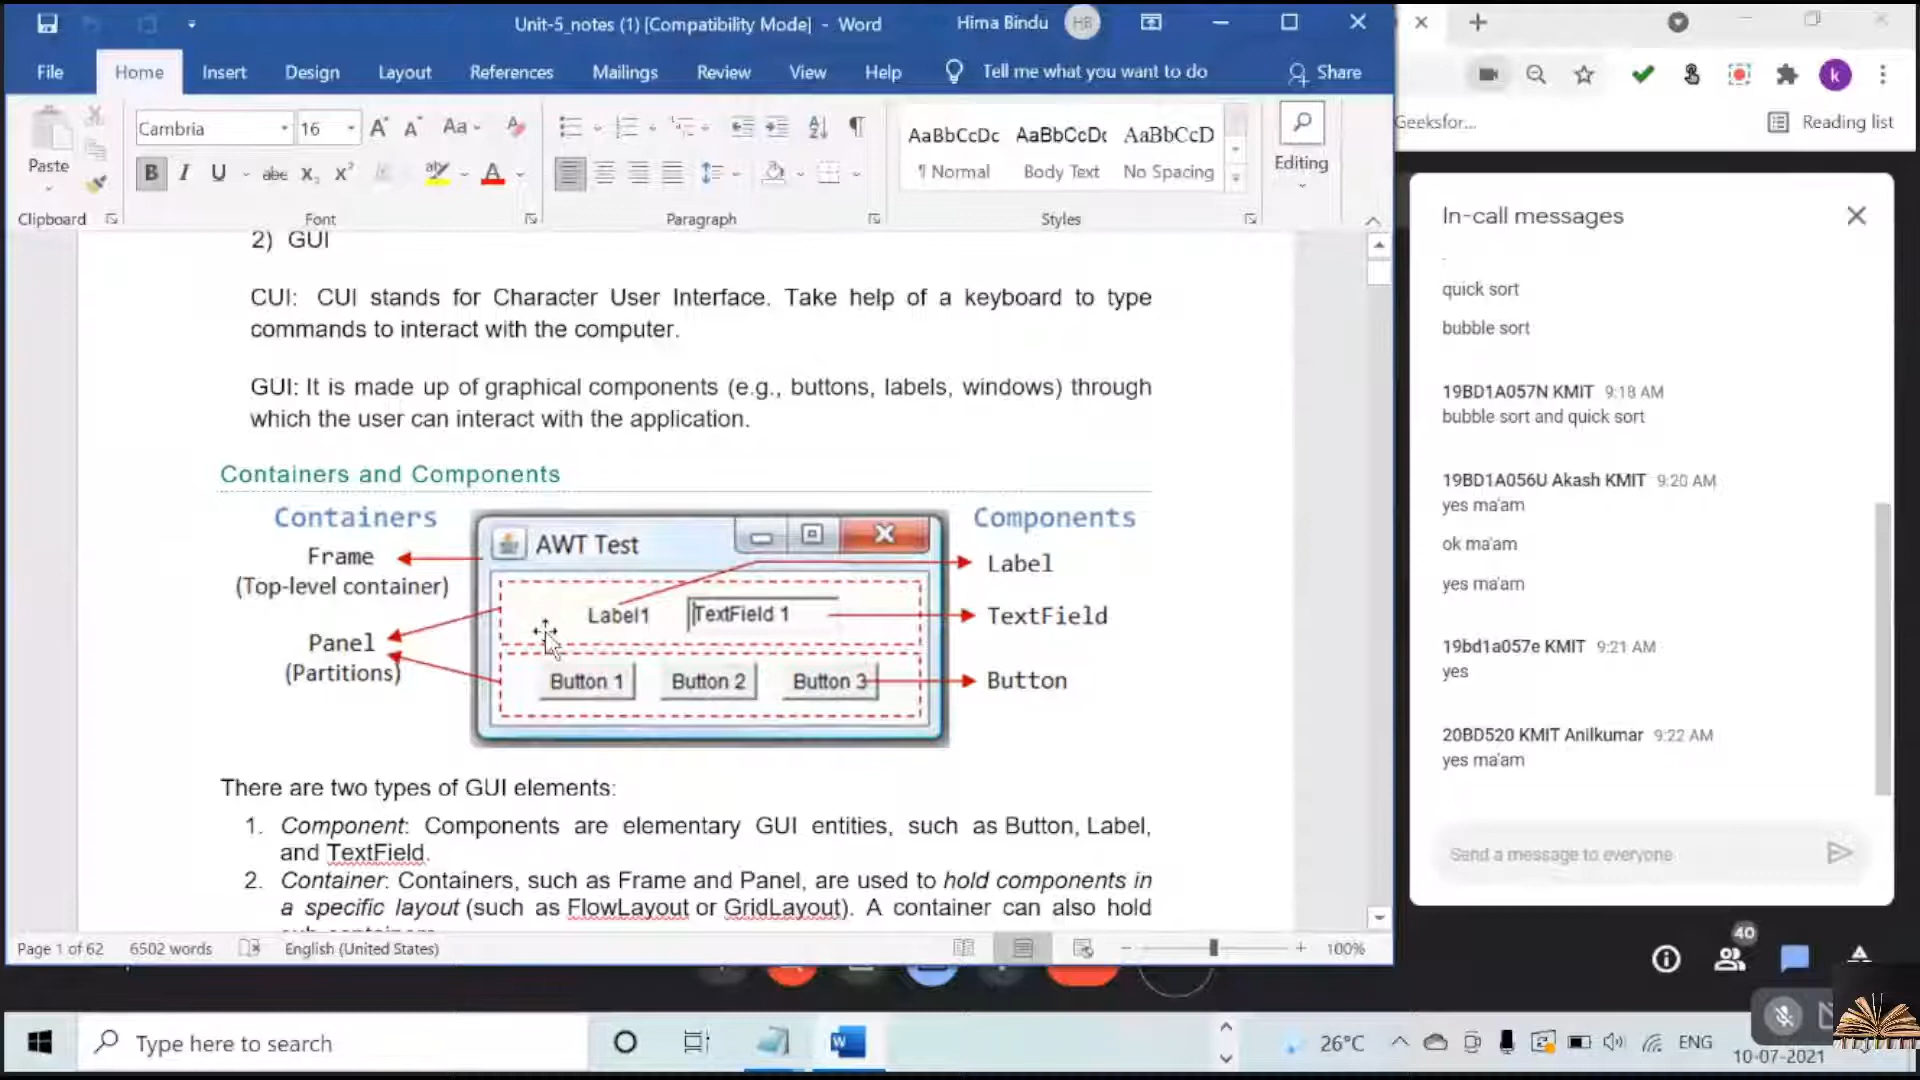 Unit-5_notes (1) [Compatibility Mode] - Word
Hima Bindu
HB
File Home Insert Design Layout References Mailings Review View Help Tell me what you want to do Share
Geeksfor...
Reading list
k
Paste
Clipboard
Cambria 16
Aa
B I U abc X₂ X²
Font
Paragraph
AaBbCcDc AaBbCcDc AaBbCcD
¶ Normal Body Text No Spacing
Styles
Editing
2) GUI
CUI: CUI stands for Character User Interface. Take help of a keyboard to type
commands to interact with the computer.
GUI: It is made up of graphical components (e.g., buttons, labels, windows) through
which the user can interact with the application.
Containers and Components
Containers
Frame
(Top-level container)
Panel
(Partitions)
AWT Test
Label1
TextField 1
Button 1 Button 2 Button 3
Components
Label
TextField
Button
There are two types of GUI elements:
1. Component: Components are elementary GUI entities, such as Button, Label,
and TextField.
2. Container: Containers, such as Frame and Panel, are used to hold components in
a specific layout (such as FlowLayout or GridLayout). A container can also hold
Page 1 of 62 6502 words English (United States) 100%
In-call messages
quick sort
bubble sort
19BD1A057N KMIT 9:18 AM
bubble sort and quick sort
19BD1A056U Akash KMIT 9:20 AM
yes ma'am
ok ma'am
yes ma'am
19bd1a057e KMIT 9:21 AM
yes
20BD520 KMIT Anilkumar 9:22 AM
yes ma'am
Send a message to everyone
40
Type here to search
26°C
ENG
10-07-2021